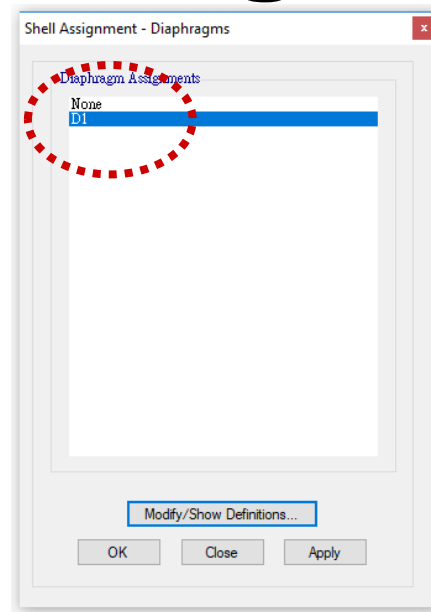 Shell Assignment - Diaphragms
x
Diaphragm Assignments
None
D1
Modify/Show Definitions...
OK Close Apply